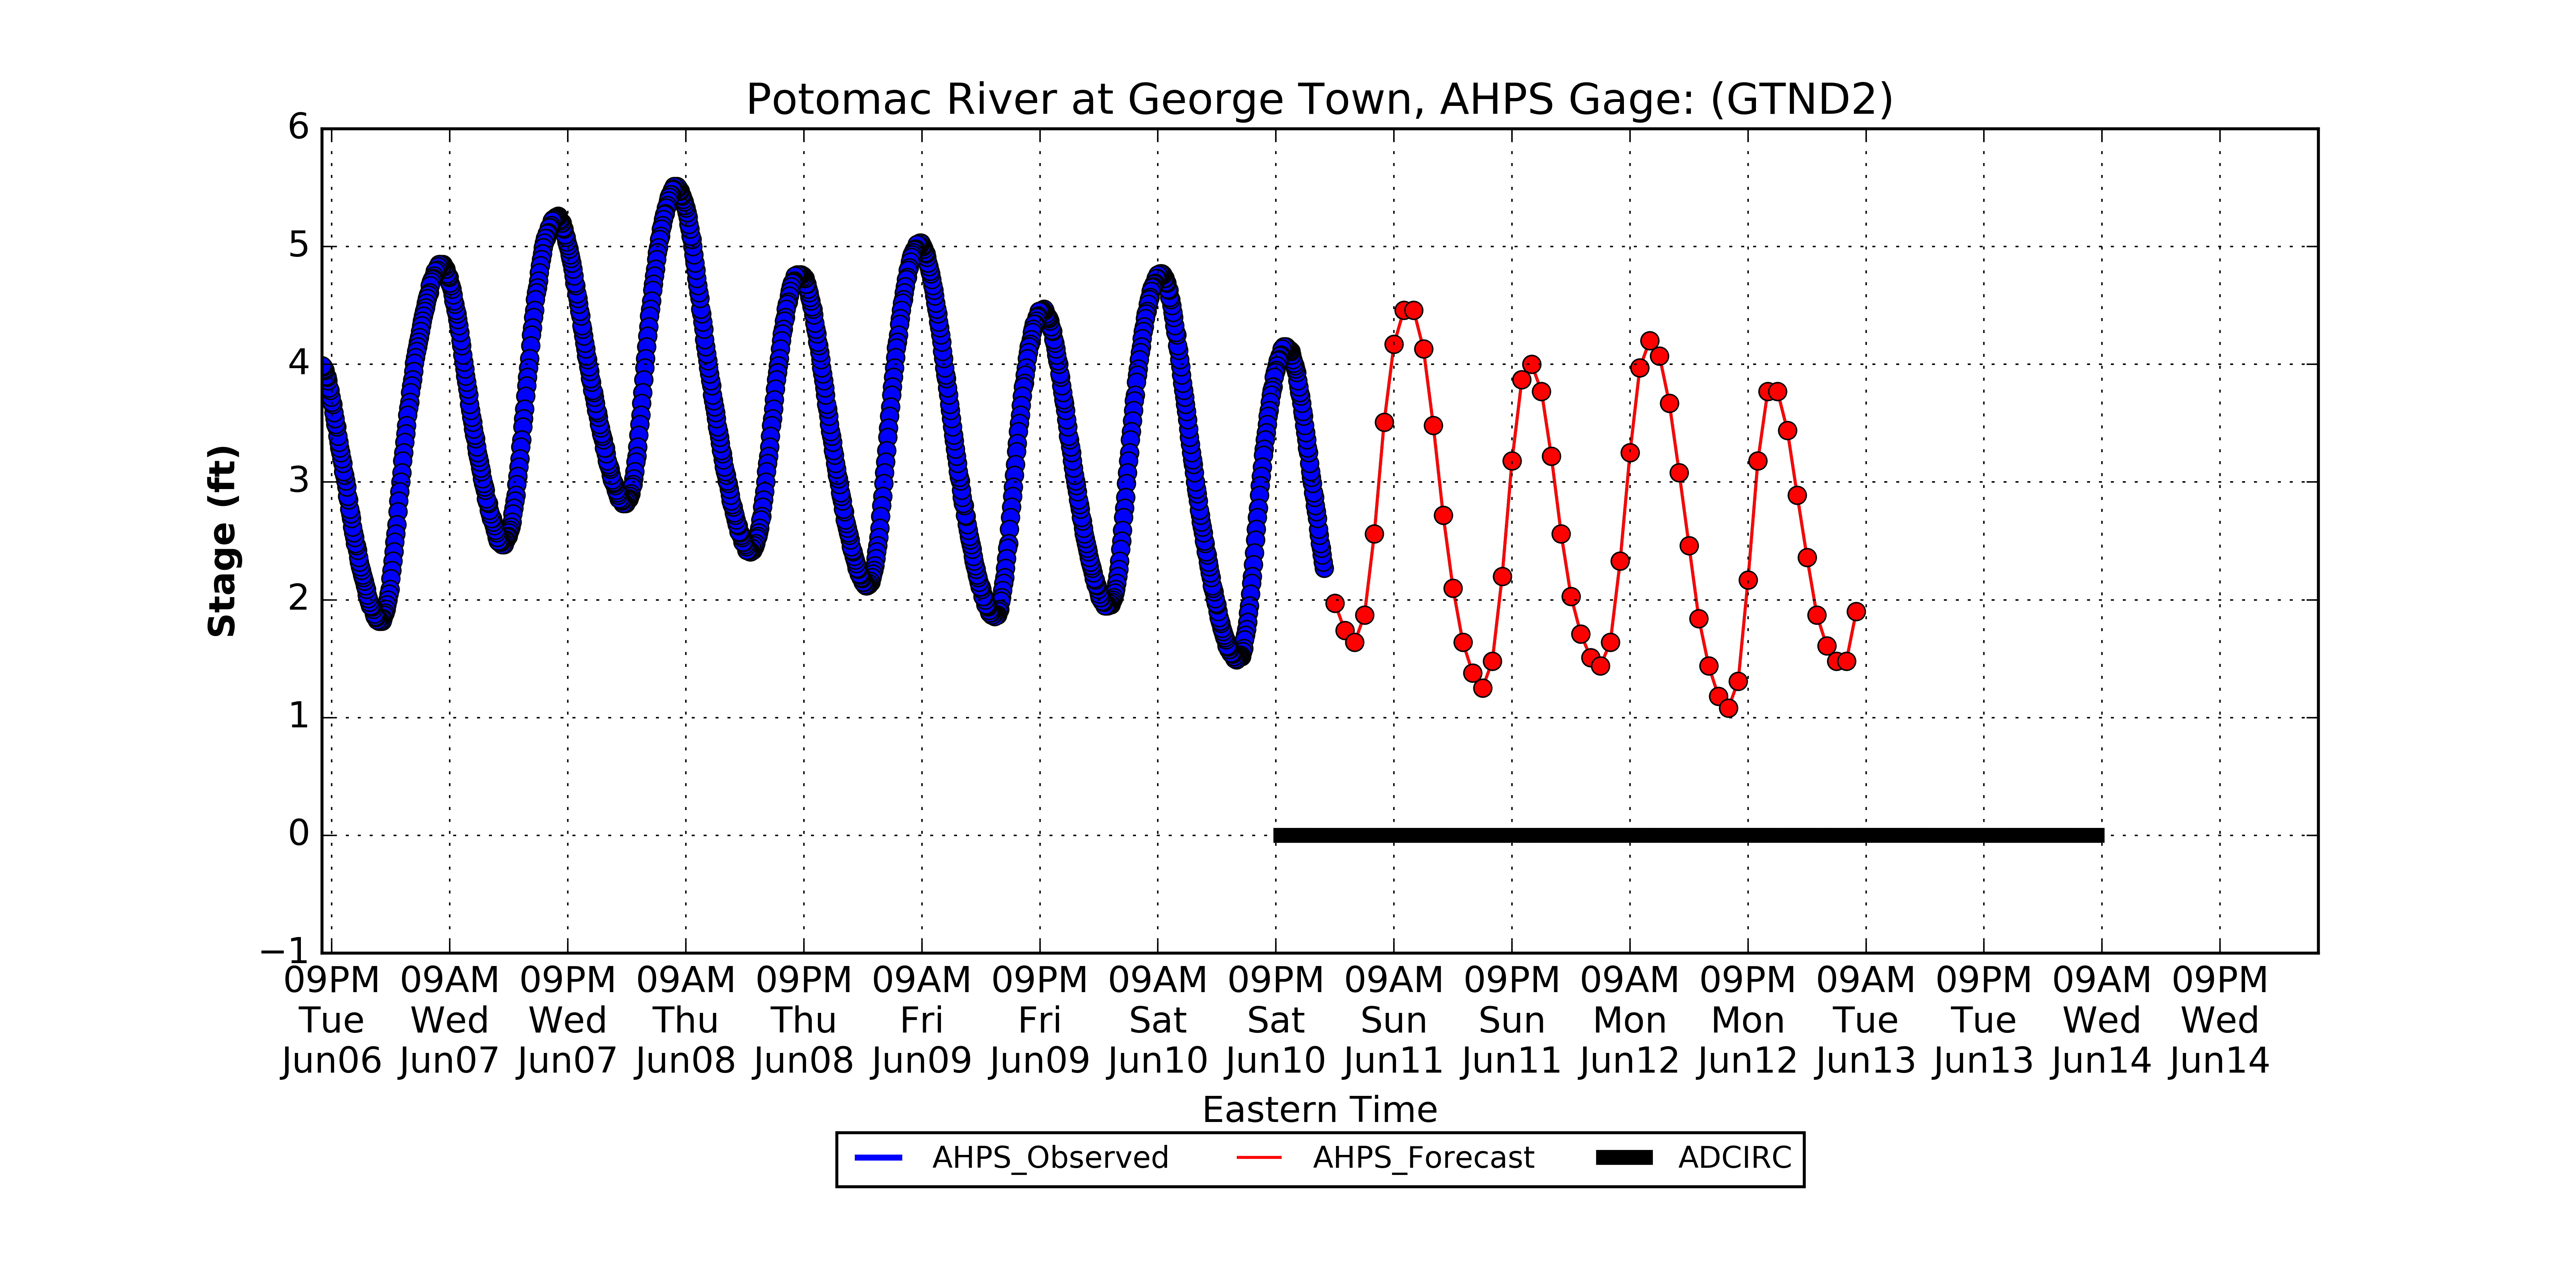 Potomac River at George Town, AHPS Gage: (GTND2)
Stage (ft)
6
5
4
3
2
1
0
−1
09PM 09AM 09PM 09AM 09PM 09AM 09PM 09AM 09PM 09AM 09PM 09AM 09PM 09AM 09PM 09AM 09PM
Tue Wed Wed Thu Thu Fri Fri Sat Sat Sun Sun Mon Mon Tue Tue Wed Wed
Jun06 Jun07 Jun07 Jun08 Jun08 Jun09 Jun09 Jun10 Jun10 Jun11 Jun11 Jun12 Jun12 Jun13 Jun13 Jun14 Jun14
Eastern Time
AHPS_Observed AHPS_Forecast ADCIRC